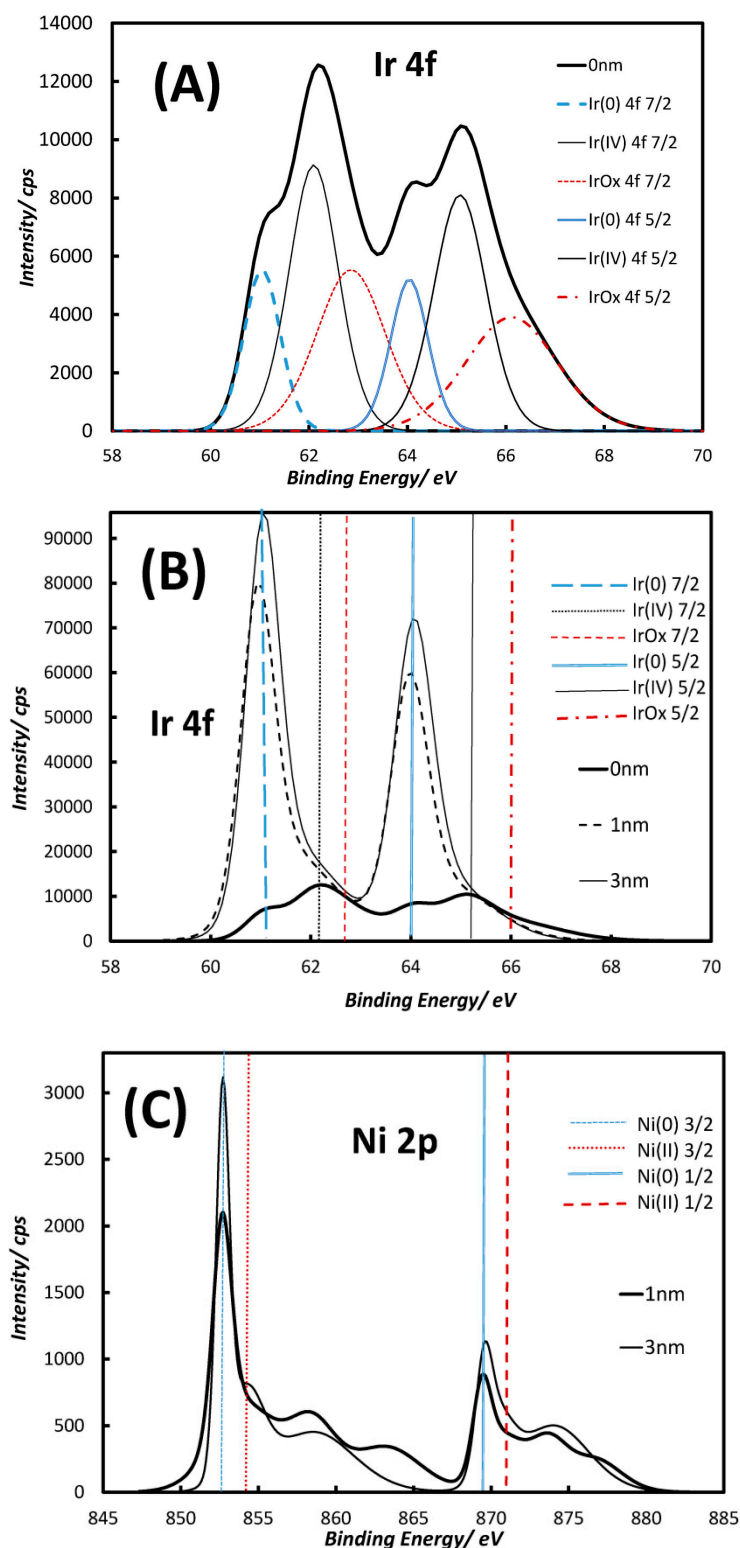 14000
12000
10000
8000
6000
4000
2000
0
Intensity/ cps
(A)
Ir 4f
0nm
Ir(0) 4f 7/2
Ir(IV) 4f 7/2
IrOx 4f 7/2
Ir(0) 4f 5/2
Ir(IV) 4f 5/2
IrOx 4f 5/2
58 60 62 64 66 68 70
Binding Energy/ eV
90000
80000
70000
60000
50000
40000
30000
20000
10000
0
Intensity/ cps
(B)
Ir 4f
Ir(0) 7/2
Ir(IV) 7/2
IrOx 7/2
Ir(0) 5/2
Ir(IV) 5/2
IrOx 5/2
0nm
1nm
3nm
58 60 62 64 66 68 70
Binding Energy/ eV
3000
2500
2000
1500
1000
500
0
Intensity/ cps
(C)
Ni 2p
Ni(0) 3/2
Ni(II) 3/2
Ni(0) 1/2
Ni(II) 1/2
1nm
3nm
845 850 855 860 865 870 875 880 885
Binding Energy/ eV